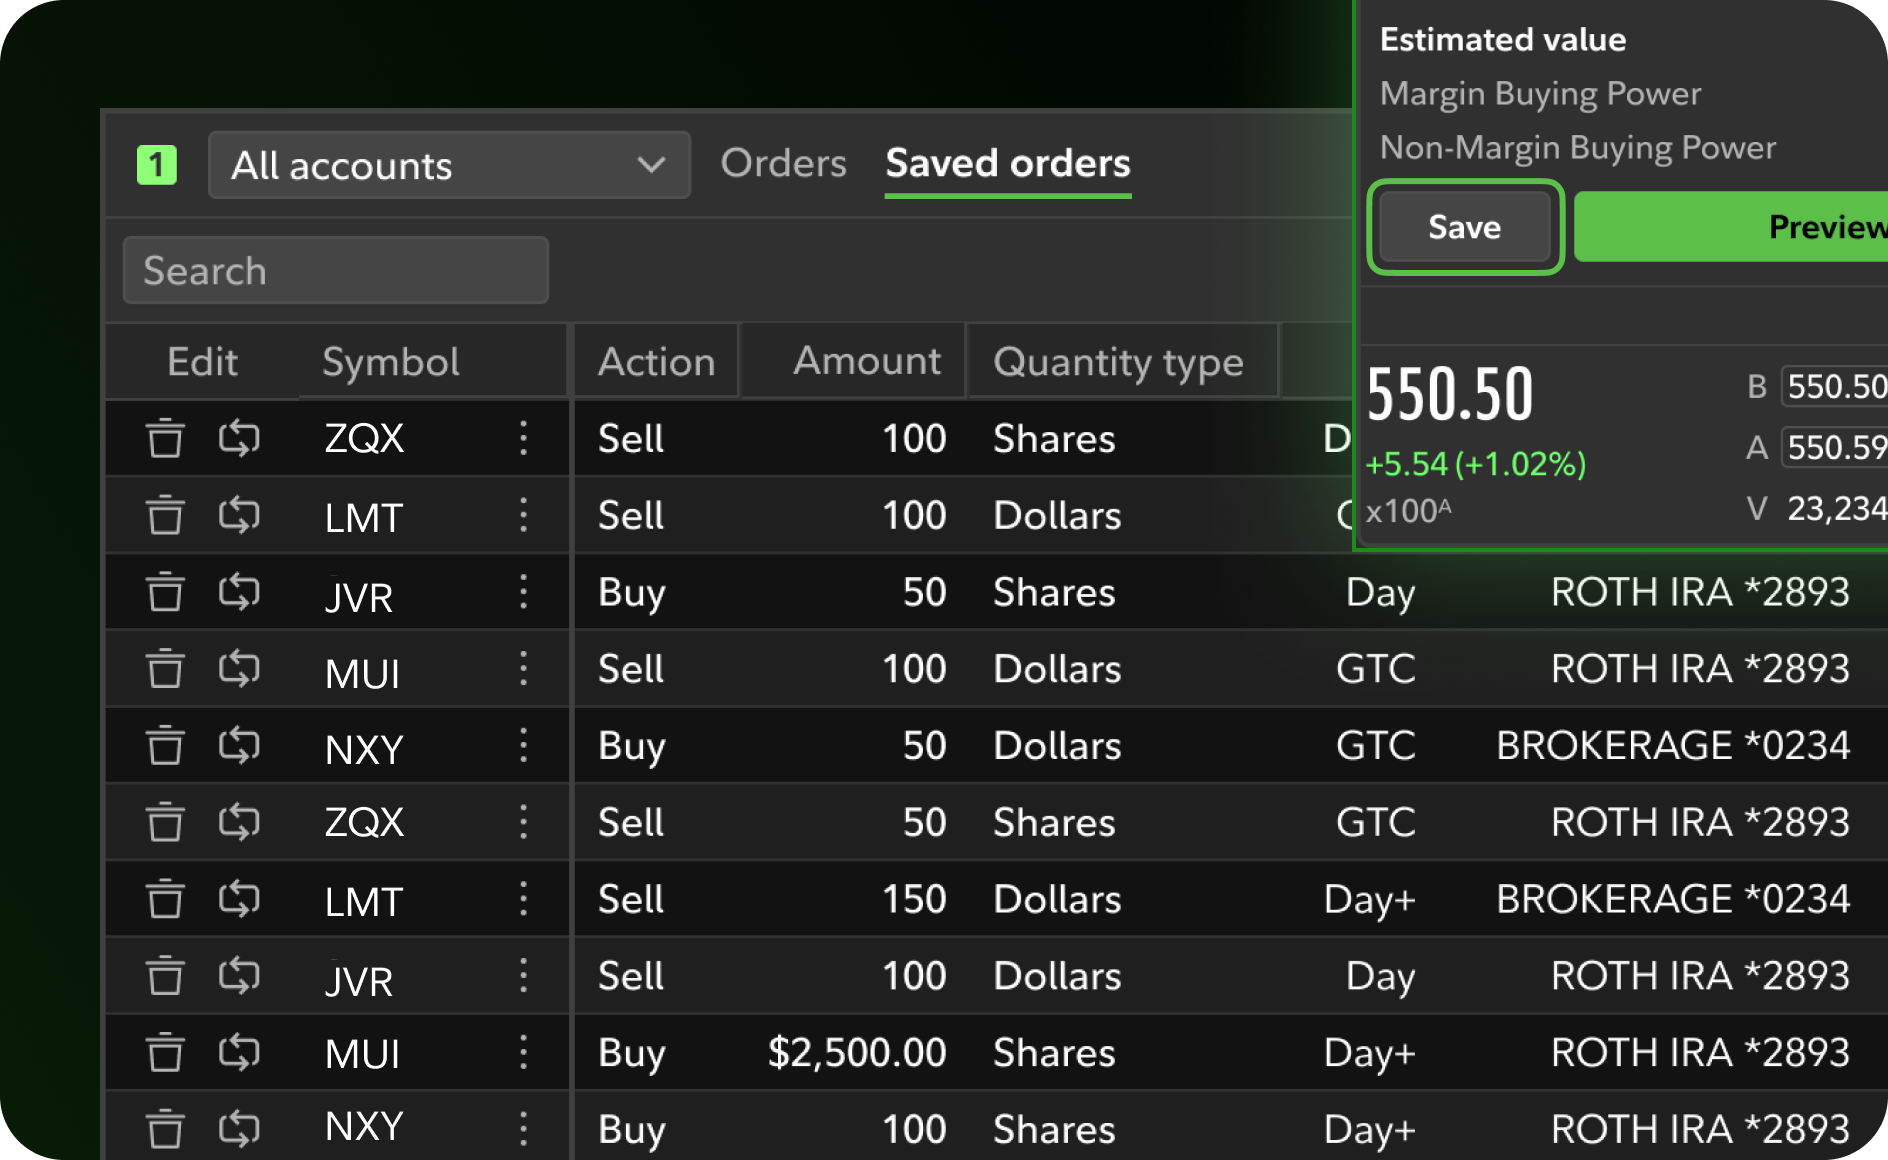 Estimated value
Margin Buying Power
Non-Margin Buying Power
Save Preview
550.50 B 550.50
+5.54 (+1.02%) A 550.59
x100ᴬ V 23,234
1 All accounts Orders Saved orders
Search
Edit Symbol Action Amount Quantity type
ZQX Sell 100 Shares
LMT Sell 100 Dollars
JVR Buy 50 Shares Day ROTH IRA *2893
MUI Sell 100 Dollars GTC ROTH IRA *2893
NXY Buy 50 Dollars GTC BROKERAGE *0234
ZQX Sell 50 Shares GTC ROTH IRA *2893
LMT Sell 150 Dollars Day+ BROKERAGE *0234
JVR Sell 100 Dollars Day ROTH IRA *2893
MUI Buy $2,500.00 Shares Day+ ROTH IRA *2893
NXY Buy 100 Shares Day+ ROTH IRA *2893